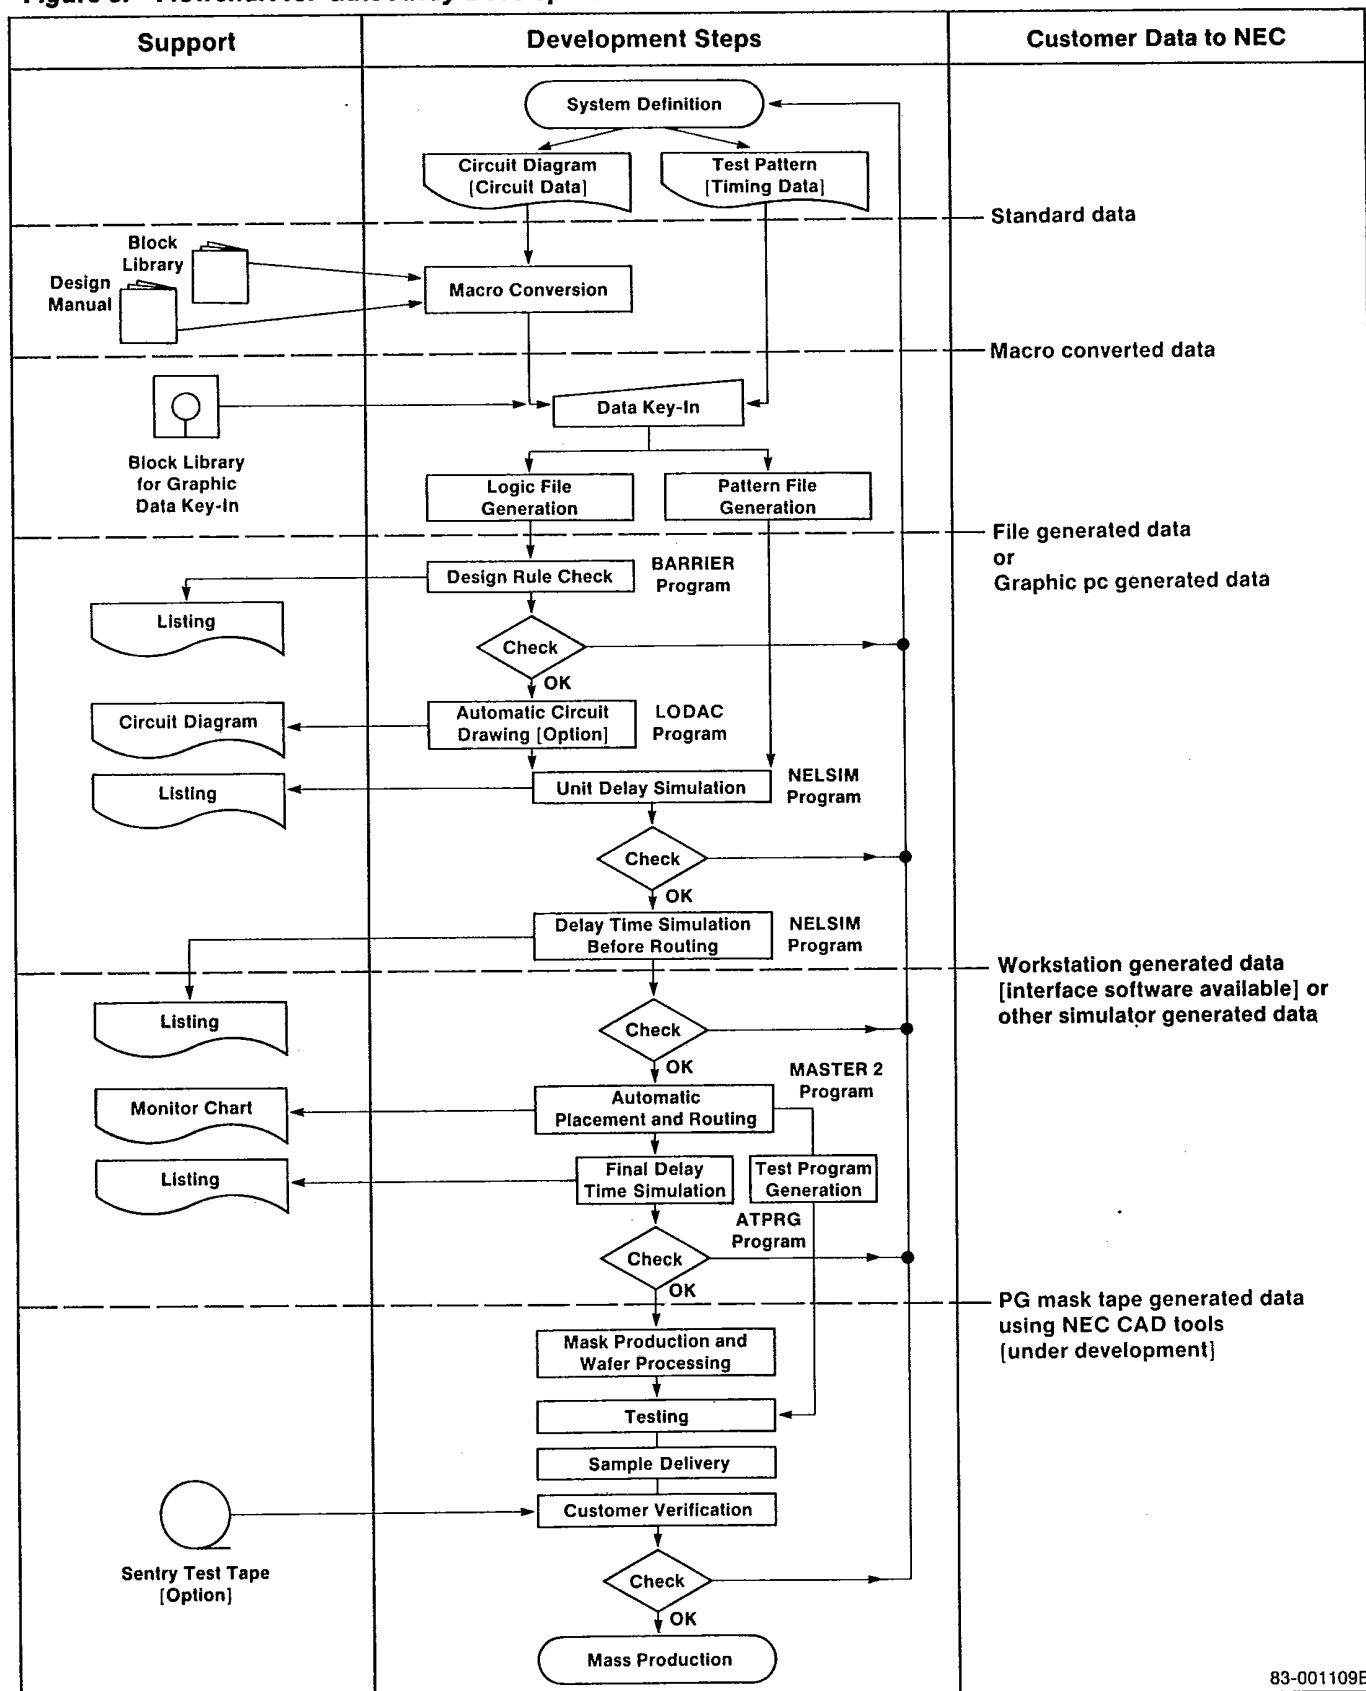 Support
Development Steps
Customer Data to NEC
System Definition
Circuit Diagram
[Circuit Data]
Test Pattern
[Timing Data]
Standard data
Block
Library
Design
Manual
Macro Conversion
Macro converted data
Data Key-In
Block Library
for Graphic
Data Key-In
Logic File
Generation
Pattern File
Generation
File generated data
or
Graphic pc generated data
Design Rule Check
BARRIER
Program
Listing
Check
OK
Circuit Diagram
Automatic Circuit
Drawing [Option]
LODAC
Program
Listing
Unit Delay Simulation
NELSIM
Program
Check
OK
Delay Time Simulation
Before Routing
NELSIM
Program
Workstation generated data
[interface software available] or
other simulator generated data
Listing
Check
OK
MASTER 2
Program
Monitor Chart
Automatic
Placement and Routing
Listing
Final Delay
Time Simulation
Test Program
Generation
ATPRG
Program
Check
OK
PG mask tape generated data
using NEC CAD tools
[under development]
Mask Production and
Wafer Processing
Testing
Sample Delivery
Customer Verification
Sentry Test Tape
[Option]
Check
OK
Mass Production
83-001109B